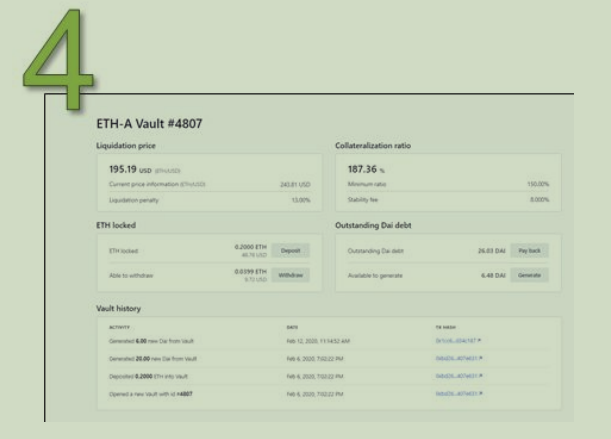 4
ETH-A Vault #4807
Liquidation price
Collateralization ratio
195.19 USD (ETH/USD)
187.36 %
Current price information (ETH/USD) 243.81 USD
Minimum ratio 150.00%
Liquidation penalty 13.00%
Stability fee 8.000%
ETH locked
Outstanding Dai debt
ETH locked 0.2000 ETH Deposit
48.76 USD
Outstanding Dai debt 26.03 DAI Pay back
Able to withdraw 0.0399 ETH Withdraw
9.72 USD
Available to generate 6.48 DAI Generate
Vault history
ACTIVITY DATE TX HASH
Generated 6.00 new Dai from Vault Feb 12, 2020, 11:14:52 AM
Generated 20.00 new Dai from Vault Feb 6, 2020, 7:02:22 PM
Deposited 0.2000 ETH into Vault Feb 6, 2020, 7:02:22 PM
Opened a new Vault with id #4807 Feb 6, 2020, 7:02:22 PM